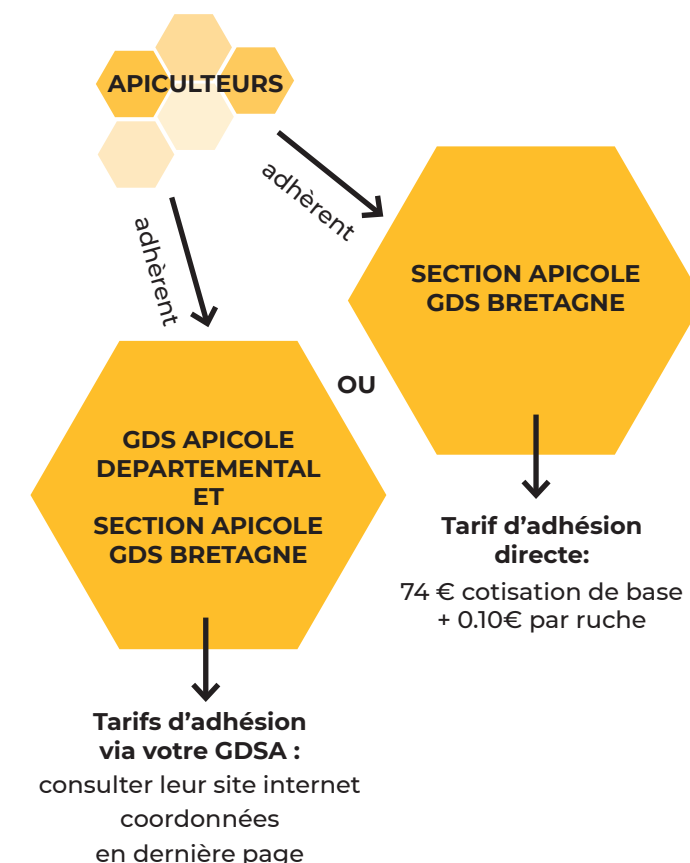 APICULTEURS
adhèrent
adhèrent
SECTION APICOLE
GDS BRETAGNE
OU
GDS APICOLE
DEPARTEMENTAL
ET
SECTION APICOLE
GDS BRETAGNE
Tarif d’adhésion
directe:
74 € cotisation de base
+ 0.10€ par ruche
Tarifs d’adhésion
via votre GDSA :
consulter leur site internet
coordonnées
en dernière page